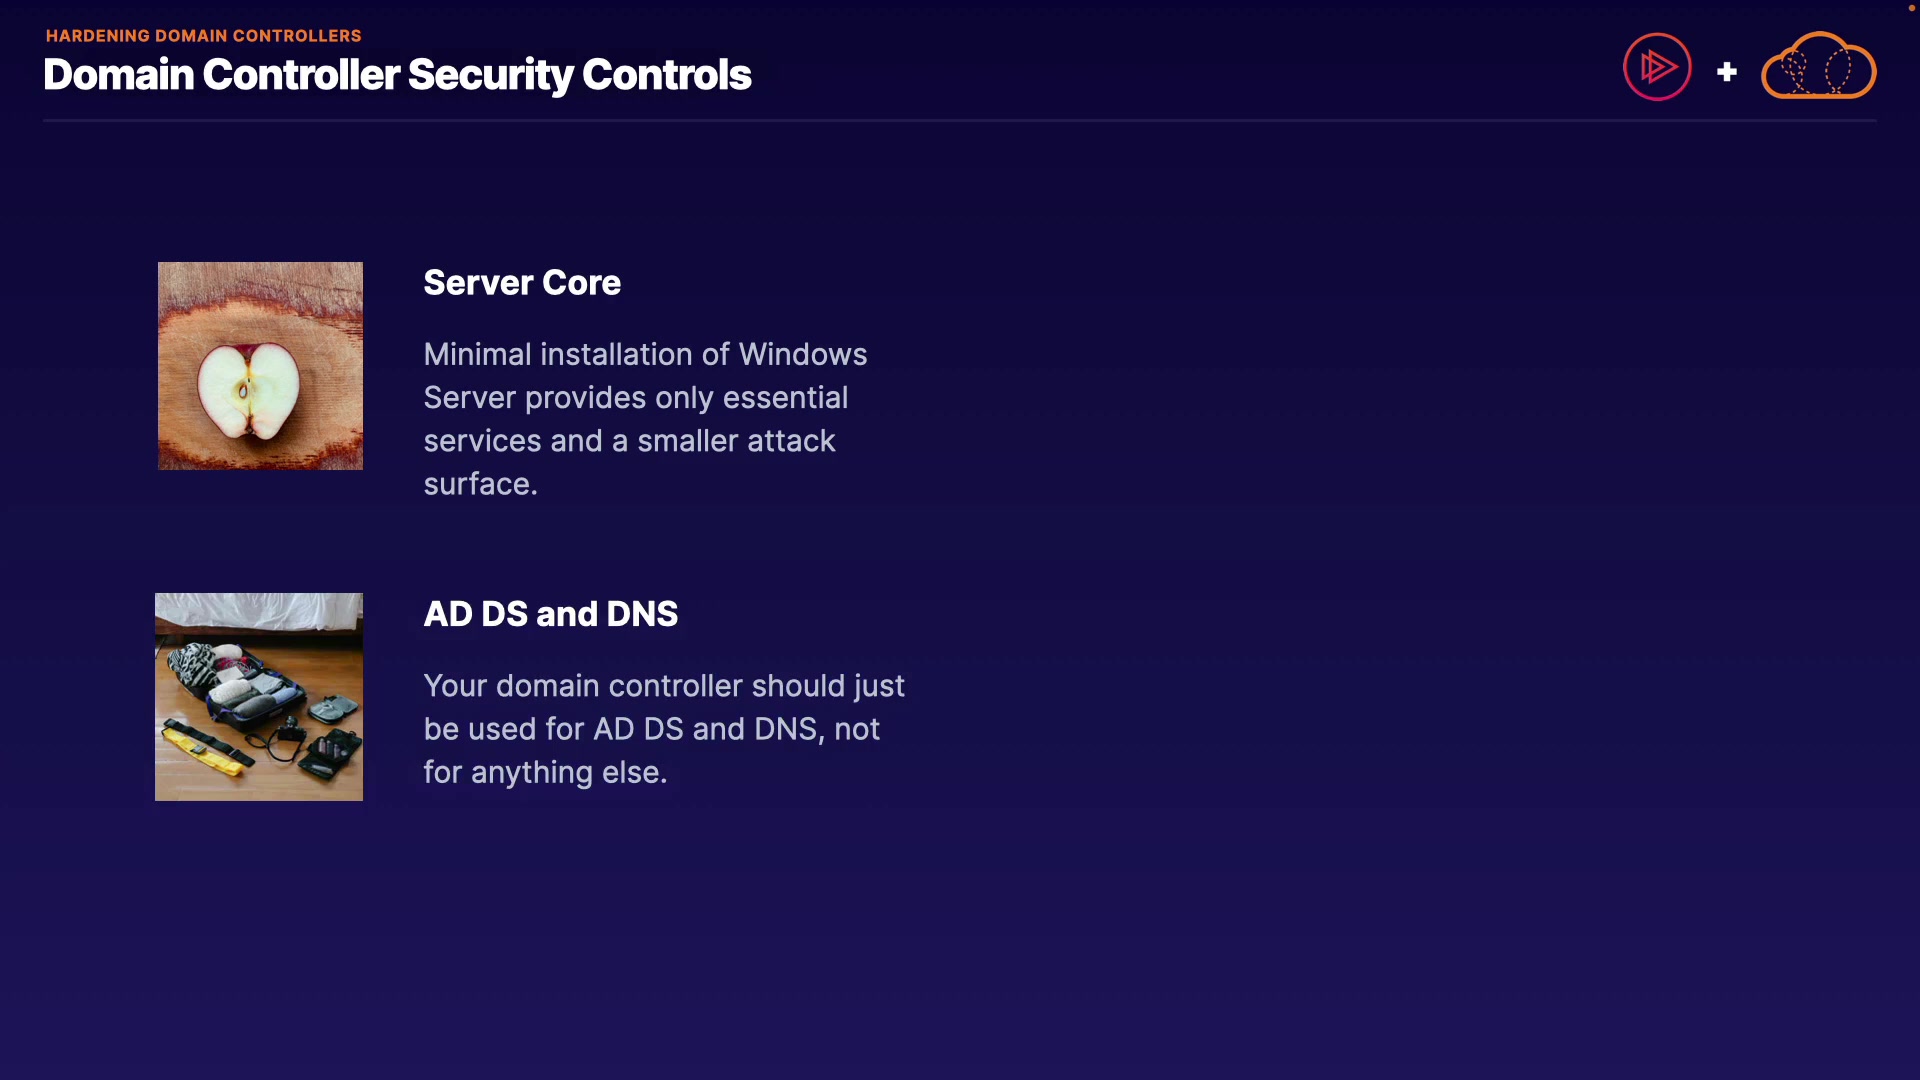 HARDENING DOMAIN CONTROLLERS
Domain Controller Security Controls
Server Core
Minimal installation of Windows
Server provides only essential
services and a smaller attack
surface.
AD DS and DNS
Your domain controller should just
be used for AD DS and DNS, not
for anything else.